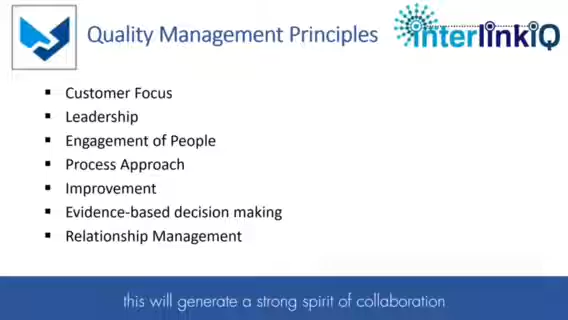 Quality Management Principles
interlinkIQ
▪ Customer Focus
▪ Leadership
▪ Engagement of People
▪ Process Approach
▪ Improvement
▪ Evidence-based decision making
▪ Relationship Management
this will generate a strong spirit of collaboration